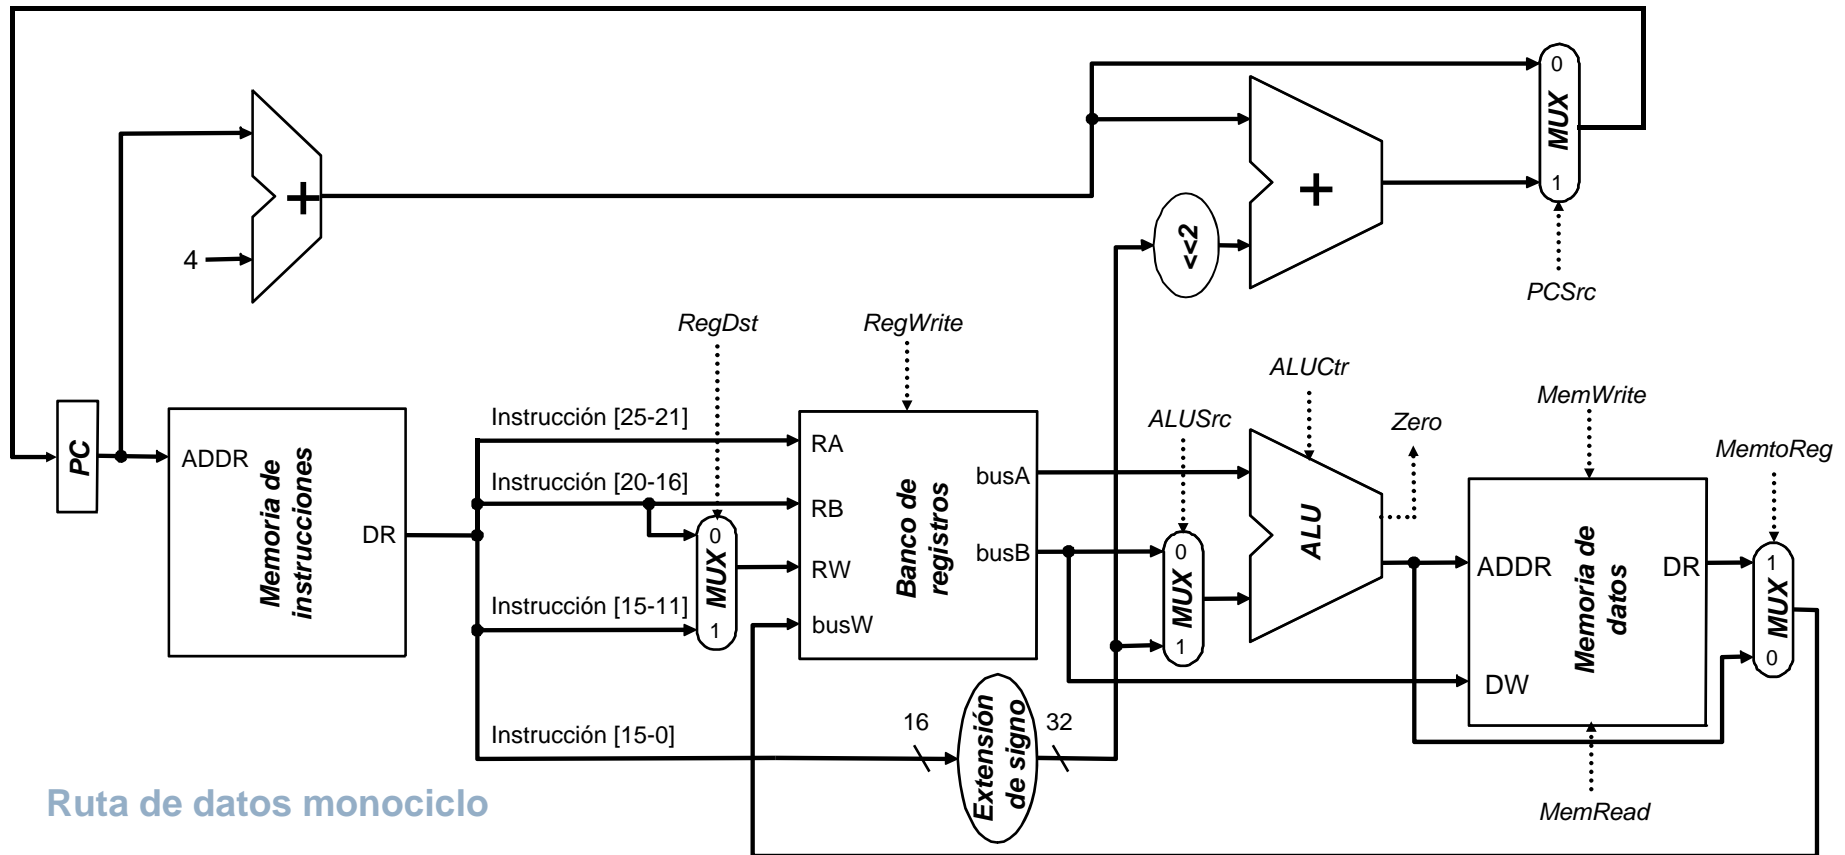 0
MUX
1
PCSrc
+
+
4
<<2
RegDst
RegWrite
ALUCtr
ALUSrc
Zero
MemWrite
MemtoReg
PC
ADDR
Memoria de
instrucciones
DR
Instrucción [25-21]
Instrucción [20-16]
Instrucción [15-11]
Instrucción [15-0]
0
MUX
1
RA
RB
RW
busW
Banco de
registros
busA
busB
0
MUX
1
ALU
ADDR
DW
Memoria de
datos
DR
1
MUX
0
16
Extensión
de signo
32
MemRead
Ruta de datos monociclo